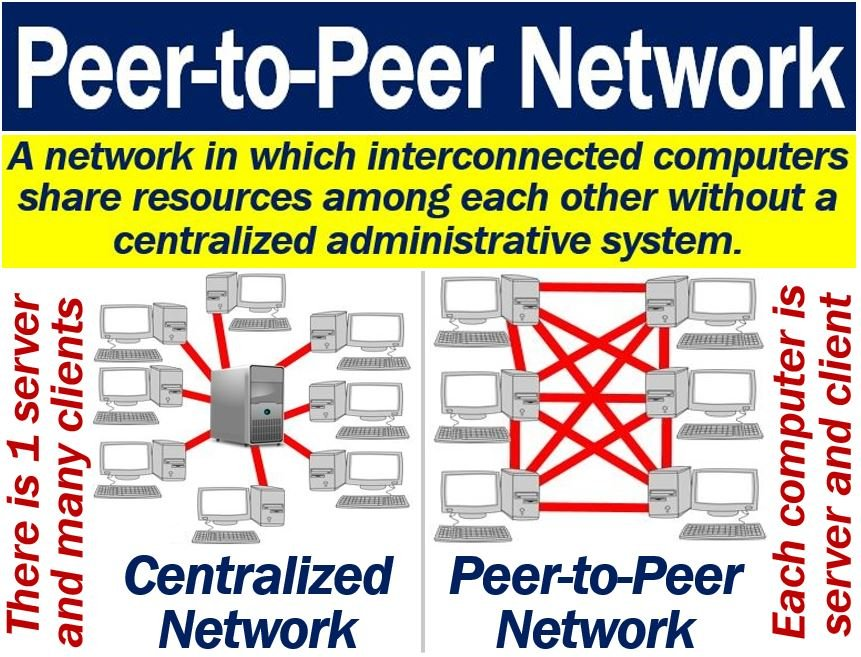 Peer-to-Peer Network
A network in which interconnected computers
share resources among each other without a
centralized administrative system.
There is 1 server
and many clients
Centralized
Network
Peer-to-Peer
Network
Each computer is
server and client